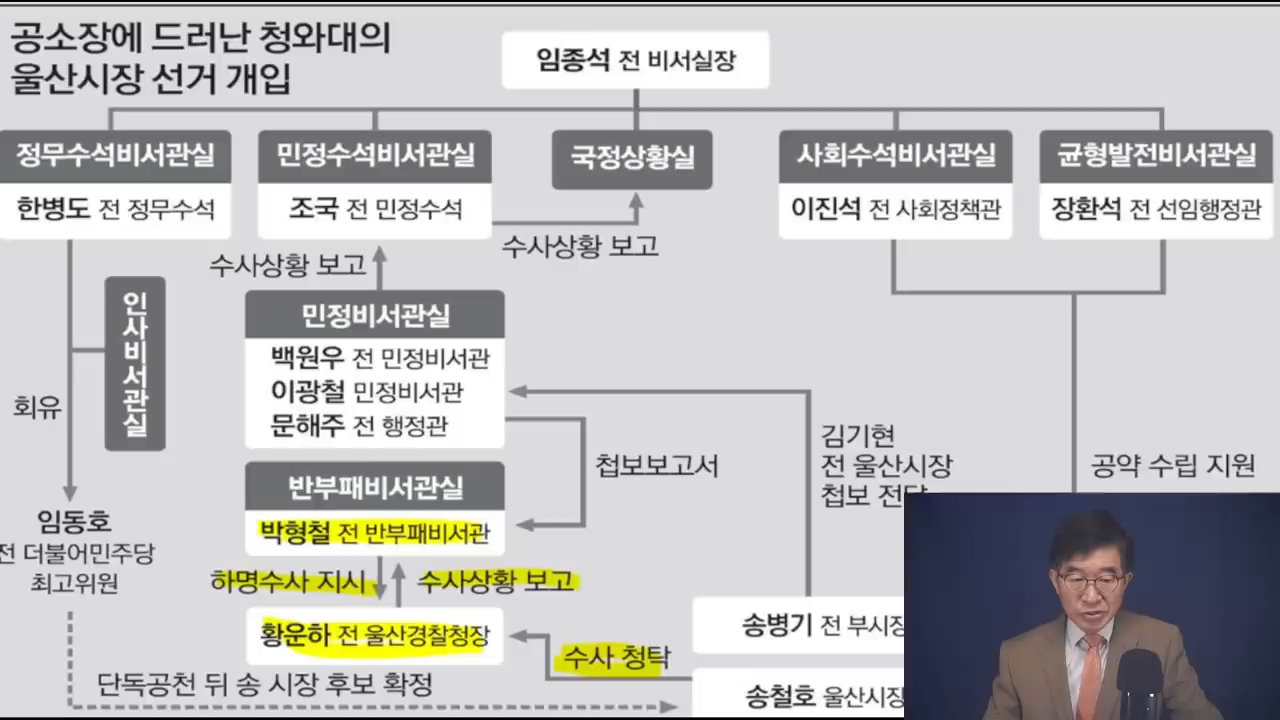 공소장에 드러난 청와대의
울산시장 선거 개입
임종석 전 비서실장
정무수석비서관실
한병도 전 정무수석
민정수석비서관실
조국 전 민정수석
국정상황실
사회수석비서관실
이진석 전 사회정책관
균형발전비서관실
장환석 전 선임행정관
수사상황 보고
수사상황 보고
인사비서관실
민정비서관실
백원우 전 민정비서관
이광철 민정비서관
문해주 전 행정관
회유
첩보보고서
김기현
전 울산시장
첩보 전달
공약 수립 지원
반부패비서관실
박형철 전 반부패비서관
임동호
전 더불어민주당
최고위원
하명수사 지시
수사상황 보고
황운하 전 울산경찰청장
수사 청탁
송병기 전 부시장
송철호 울산시장
단독공천 뒤 송 시장 후보 확정